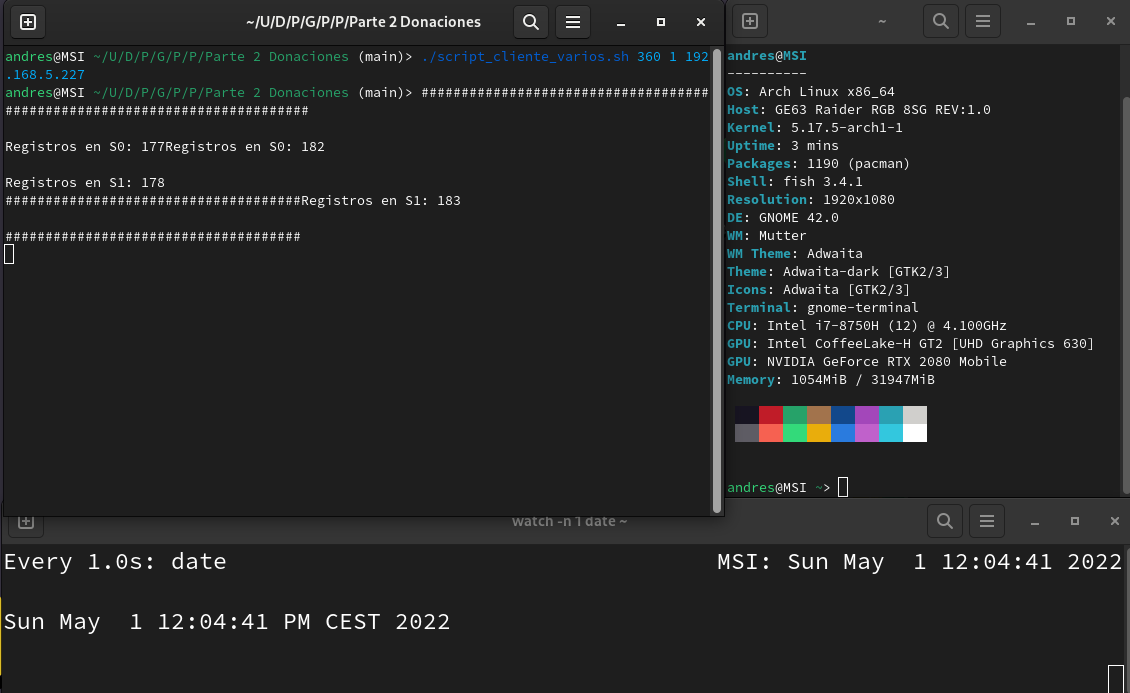 ~/U/D/P/G/P/P/Parte 2 Donaciones
andres@MSI ~/U/D/P/G/P/P/Parte 2 Donaciones (main)> ./script_cliente_varios.sh 360 1 192
.168.5.227
andres@MSI ~/U/D/P/G/P/P/Parte 2 Donaciones (main)> ####################################
######################################

Registros en S0: 177Registros en S0: 182

Registros en S1: 178
#####################################Registros en S1: 183

#####################################
~
andres@MSI
----------
OS: Arch Linux x86_64
Host: GE63 Raider RGB 8SG REV:1.0
Kernel: 5.17.5-arch1-1
Uptime: 3 mins
Packages: 1190 (pacman)
Shell: fish 3.4.1
Resolution: 1920x1080
DE: GNOME 42.0
WM: Mutter
WM Theme: Adwaita
Theme: Adwaita-dark [GTK2/3]
Icons: Adwaita [GTK2/3]
Terminal: gnome-terminal
CPU: Intel i7-8750H (12) @ 4.100GHz
GPU: Intel CoffeeLake-H GT2 [UHD Graphics 630]
GPU: NVIDIA GeForce RTX 2080 Mobile
Memory: 1054MiB / 31947MiB
andres@MSI ~>
watch -n 1 date ~
Every 1.0s: date MSI: Sun May  1 12:04:41 2022
Sun May  1 12:04:41 PM CEST 2022